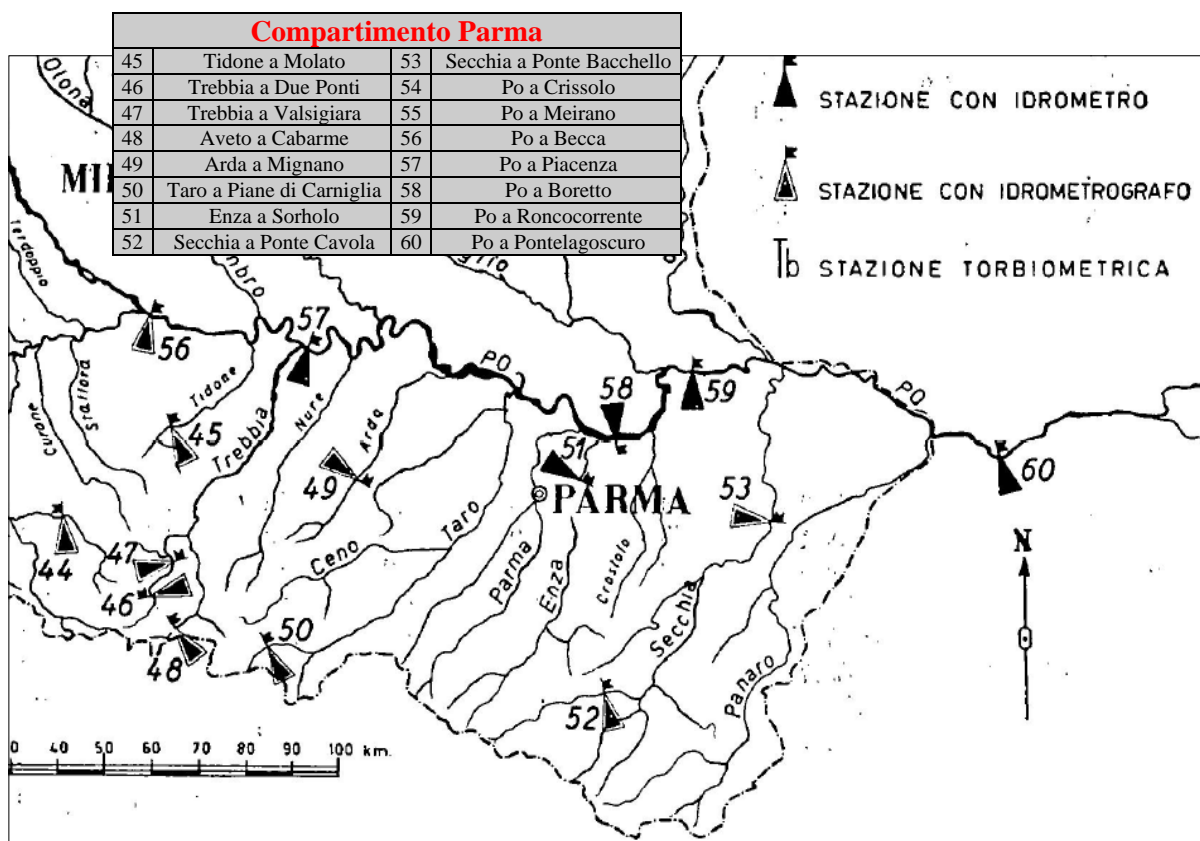 Compartimento Parma
45 Tidone a Molato 53 Secchia a Ponte Bacchello
46 Trebbia a Due Ponti 54 Po a Crissolo
47 Trebbia a Valsigiara 55 Po a Meirano
48 Aveto a Cabarme 56 Po a Becca
49 Arda a Mignano 57 Po a Piacenza
50 Taro a Piane di Carniglia 58 Po a Boretto
51 Enza a Sorholo 59 Po a Roncocorrente
52 Secchia a Ponte Cavola 60 Po a Pontelagoscuro
STAZIONE CON IDROMETRO
STAZIONE CON IDROMETROGRAFO
Tb STAZIONE TORBIOMETRICA
Olona
MI
Terdoppio
mbro
56
57
PO
58
59
PO
60
Curone
Staffora
Tidone
45
Trebbia
Nure
Arda
49
51
PARMA
53
44
47
46
48
50
Ceno
Taro
Parma
Enza
Crostolo
Secchia
Panaro
52
N
0 40 50 60 70 80 90 100 km.